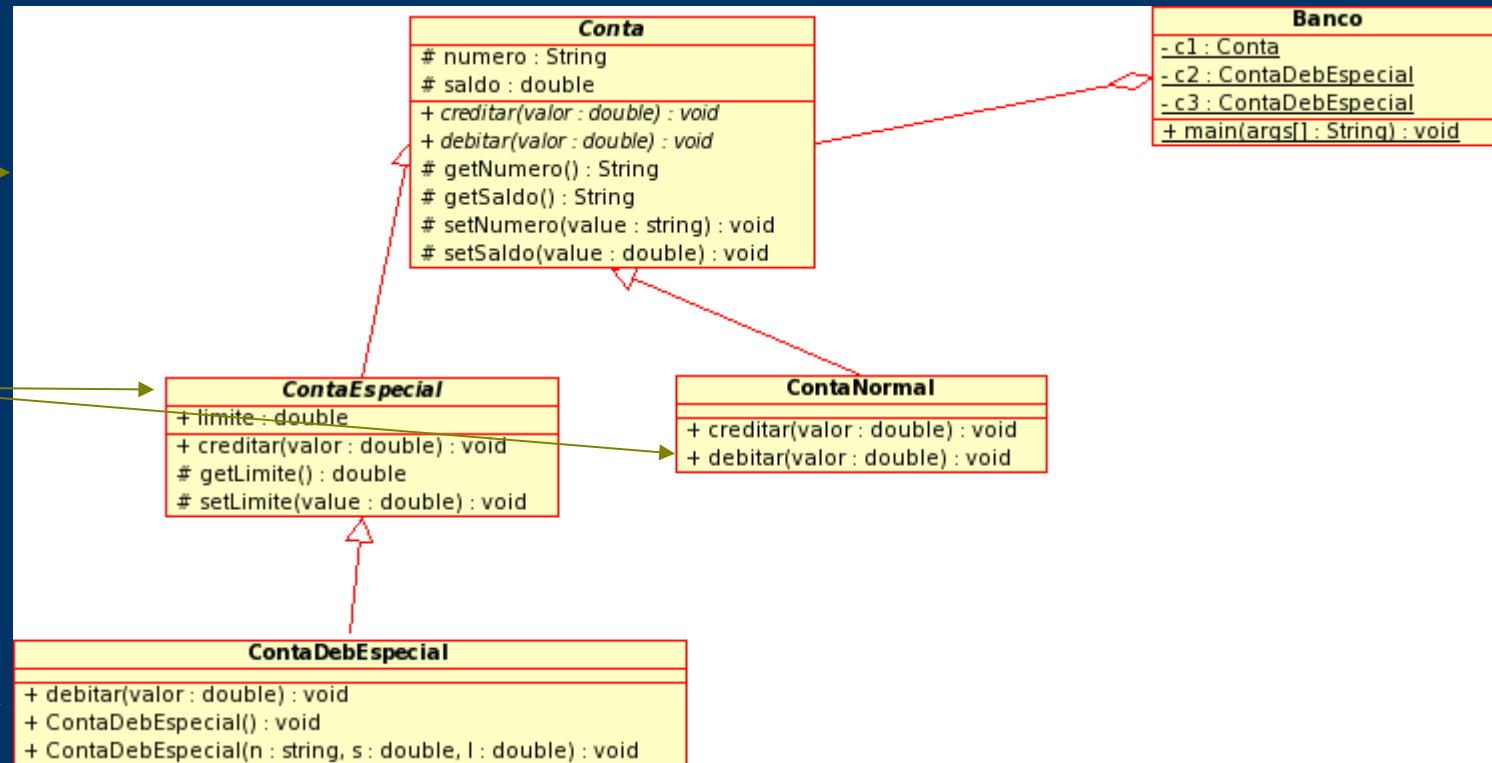 Conta
# numero : String
# saldo : double
+ creditar(valor : double) : void
+ debitar(valor : double) : void
# getNumero() : String
# getSaldo() : String
# setNumero(value : string) : void
# setSaldo(value : double) : void
Banco
- c1 : Conta
- c2 : ContaDebEspecial
- c3 : ContaDebEspecial
+ main(args[] : String) : void
ContaEspecial
+ limite : double
+ creditar(valor : double) : void
# getLimite() : double
# setLimite(value : double) : void
ContaNormal
+ creditar(valor : double) : void
+ debitar(valor : double) : void
ContaDebEspecial
+ debitar(valor : double) : void
+ ContaDebEspecial() : void
+ ContaDebEspecial(n : string, s : double, l : double) : void